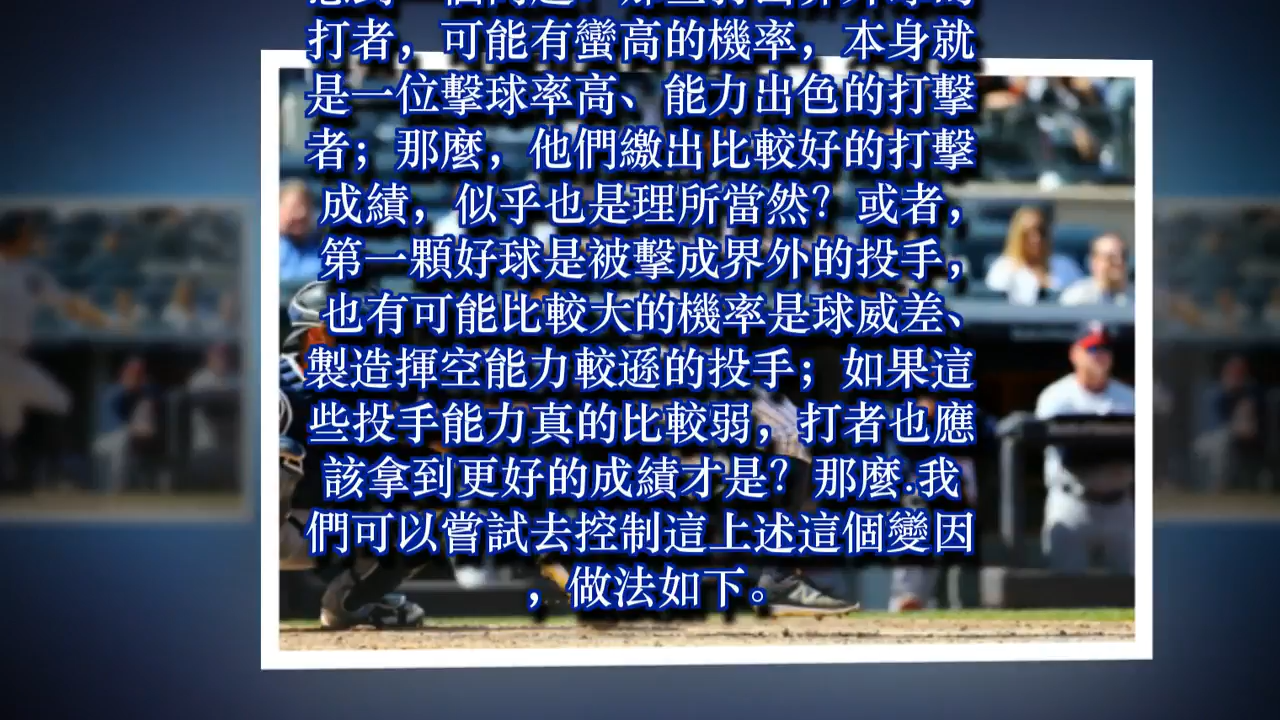 打者，可能有蠻高的機率，本身就
是一位擊球率高、能力出色的打擊
者；那麼，他們繳出比較好的打擊
成績，似乎也是理所當然？或者，
第一顆好球是被擊成界外的投手，
也有可能比較大的機率是球威差、
製造揮空能力較遜的投手；如果這
些投手能力真的比較弱，打者也應
該拿到更好的成績才是？那麼.我
們可以嘗試去控制這上述這個變因
，做法如下。